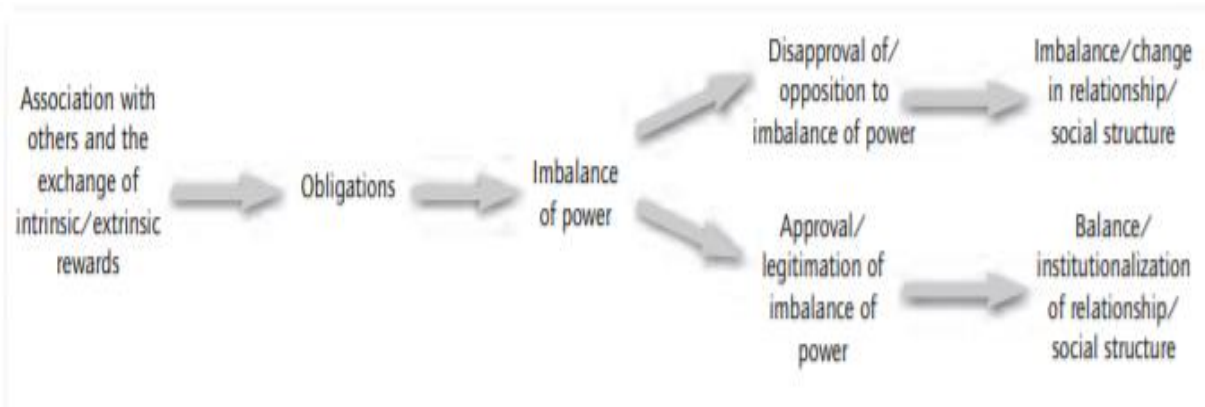 Association with
others and the
exchange of
intrinsic/extrinsic
rewards
Obligations
Imbalance
of power
Disapproval of/
opposition to
imbalance of power
Imbalance/change
in relationship/
social structure
Approval/
legitimation of
imbalance of
power
Balance/
institutionalization
of relationship/
social structure